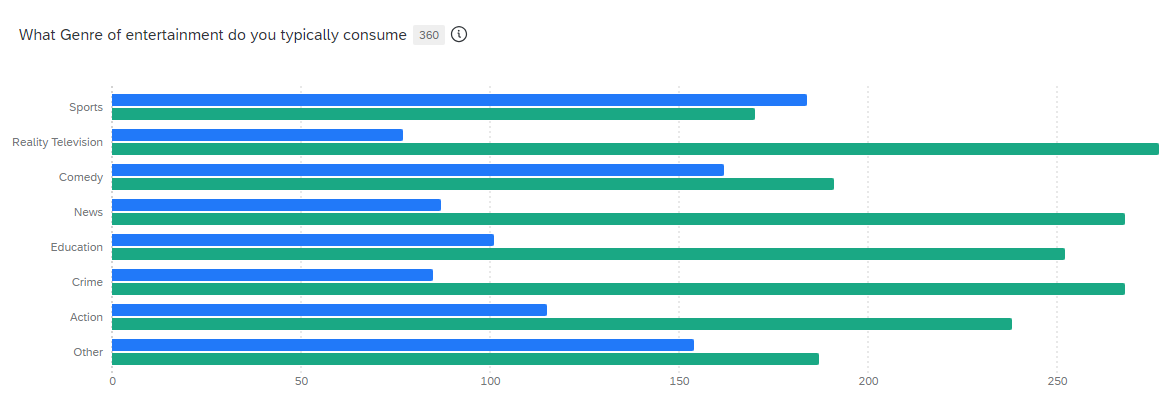 What Genre of entertainment do you typically consume 360
Sports
Reality Television
Comedy
News
Education
Crime
Action
Other
0 50 100 150 200 250